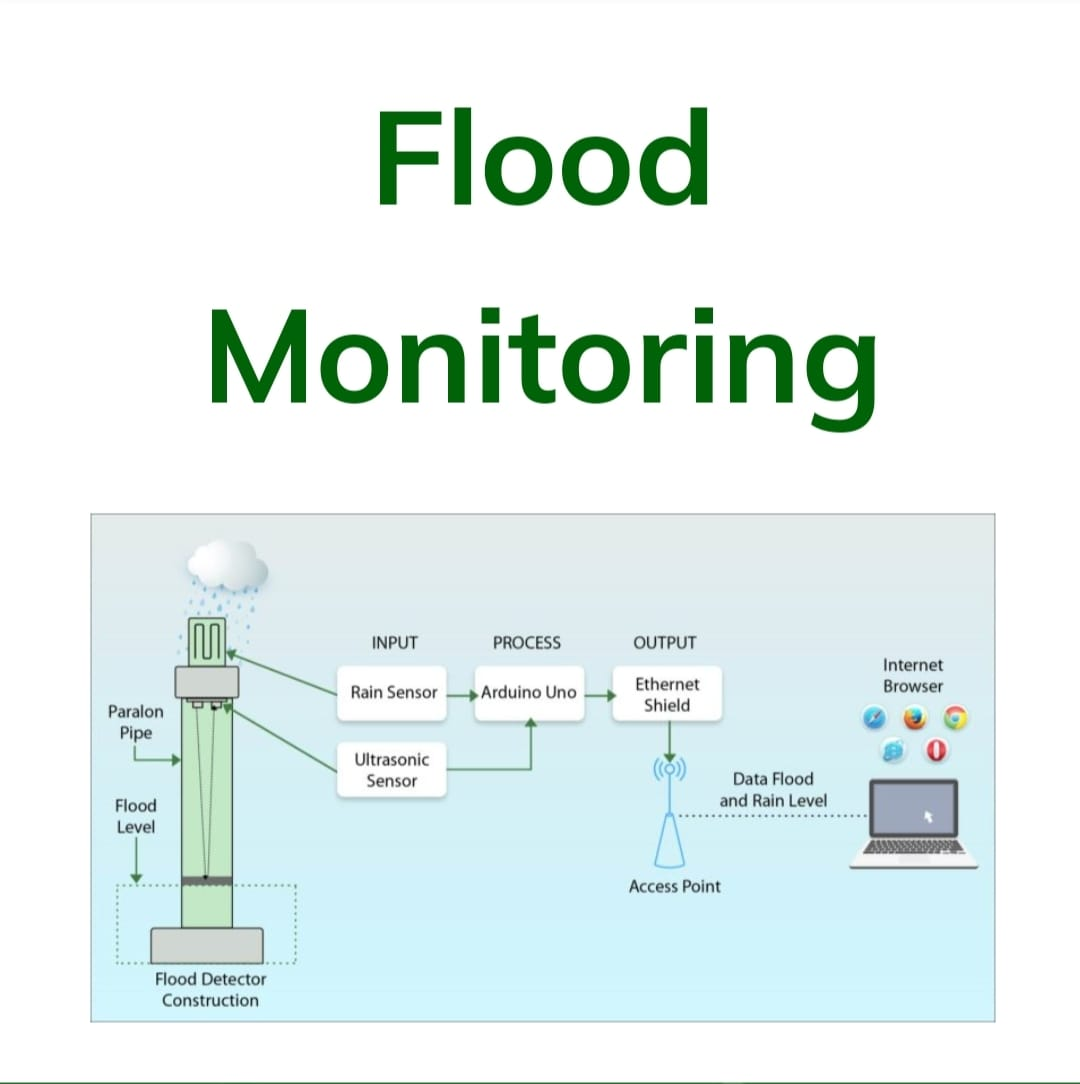 Flood
Monitoring
INPUT
PROCESS
OUTPUT
Rain Sensor
Arduino Uno
Ethernet
Shield
Internet
Browser
Paralon
Pipe
Ultrasonic
Sensor
Data Flood
and Rain Level
Flood
Level
Access Point
Flood Detector
Construction